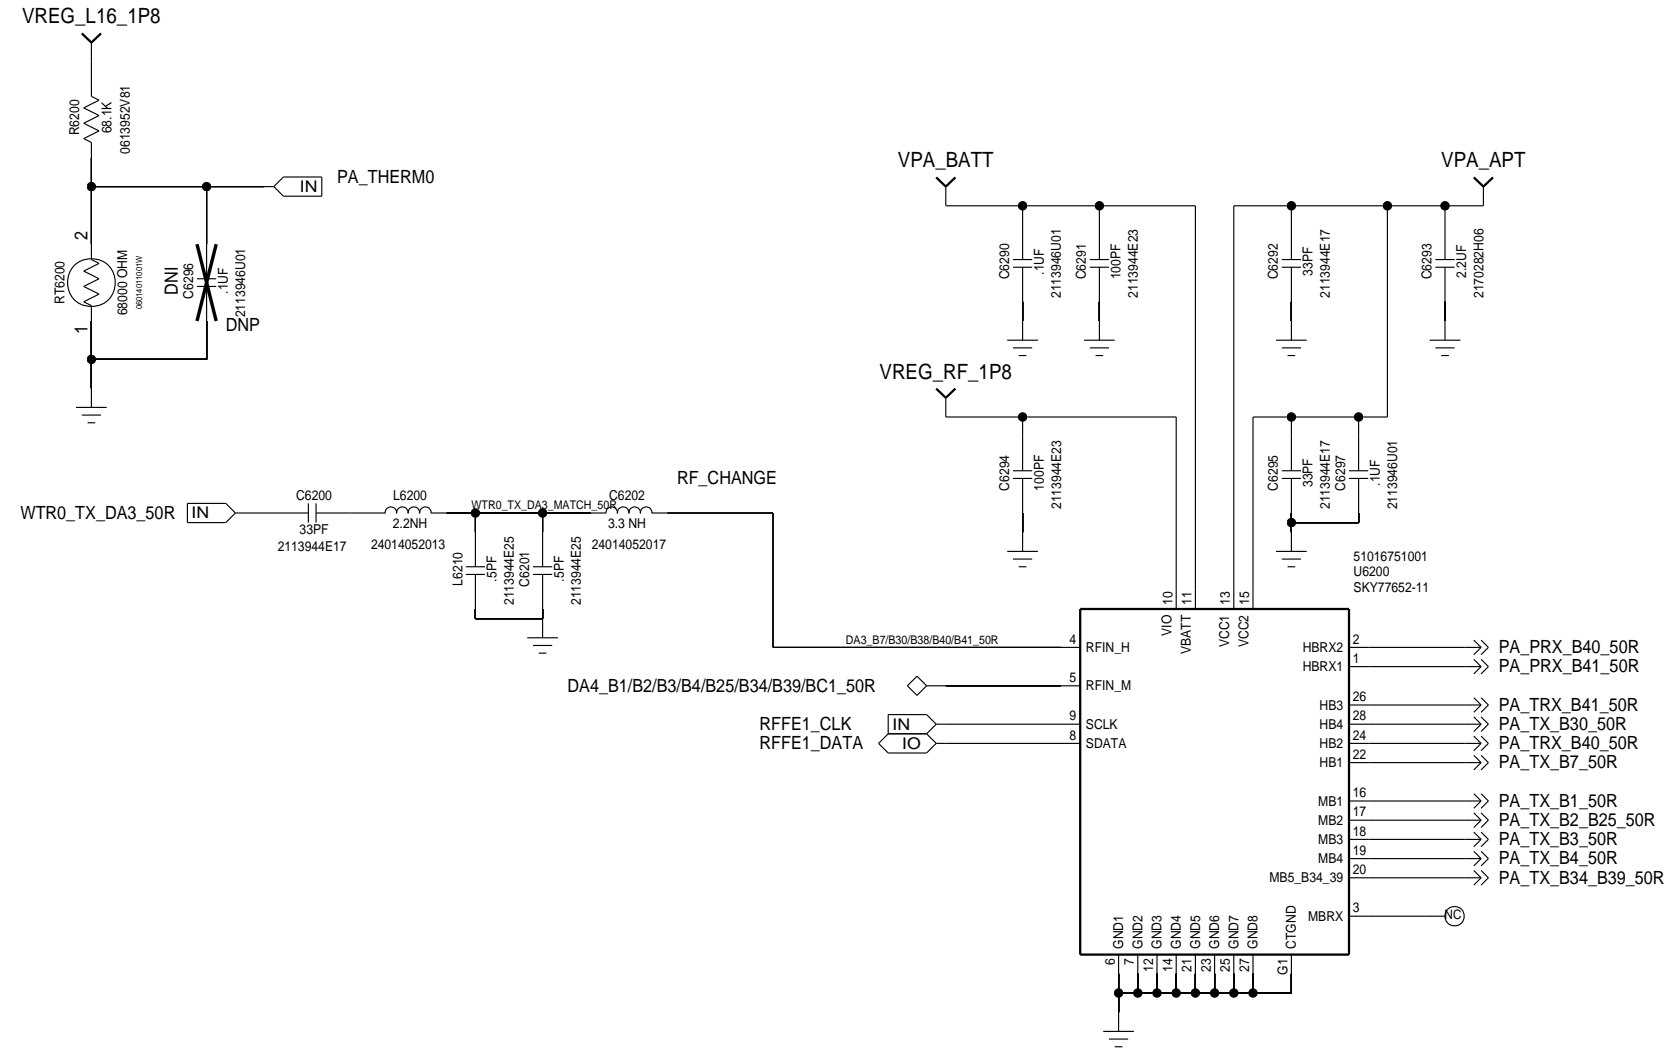 VREG_L16_1P8
R6200
68.1K
0613952V81
IN
PA_THERM0
2
RT6200
68000 OHM
0601401001W
1
DNI
C6296
.1UF
2113946U01
DNP
VPA_BATT
C6290
.1UF
2113946U01
C6291
100PF
2113944E23
VPA_APT
C6292
33PF
2113944E17
C6293
2.2UF
2170282H06
VREG_RF_1P8
C6294
100PF
2113944E23
C6295
33PF
2113944E17
C6297
.1UF
2113946U01
RF_CHANGE
WTR0_TX_DA3_50R
IN
C6200
33PF
2113944E17
L6200
2.2NH
24014052013
WTR0_TX_DA3_MATCH_50R
C6202
3.3 NH
24014052017
L6210
.5PF
2113944E25
C6201
.5PF
2113944E25
51016751001
U6200
SKY77652-11
10
11
13
15
VIO
VBATT
VCC1
VCC2
DA3_B7/B30/B38/B40/B41_50R
4
RFIN_H
DA4_B1/B2/B3/B4/B25/B34/B39/BC1_50R
5
RFIN_M
RFFE1_CLK
IN
9
SCLK
RFFE1_DATA
IO
8
SDATA
HBRX2
2
PA_PRX_B40_50R
HBRX1
1
PA_PRX_B41_50R
HB3
26
PA_TRX_B41_50R
HB4
28
PA_TX_B30_50R
HB2
24
PA_TRX_B40_50R
HB1
22
PA_TX_B7_50R
MB1
16
PA_TX_B1_50R
MB2
17
PA_TX_B2_B25_50R
MB3
18
PA_TX_B3_50R
MB4
19
PA_TX_B4_50R
MB5_B34_39
20
PA_TX_B34_B39_50R
MBRX
3
NC
GND1
GND2
GND3
GND4
GND5
GND6
GND7
GND8
CTGND
6
7
12
14
21
23
25
27
G1